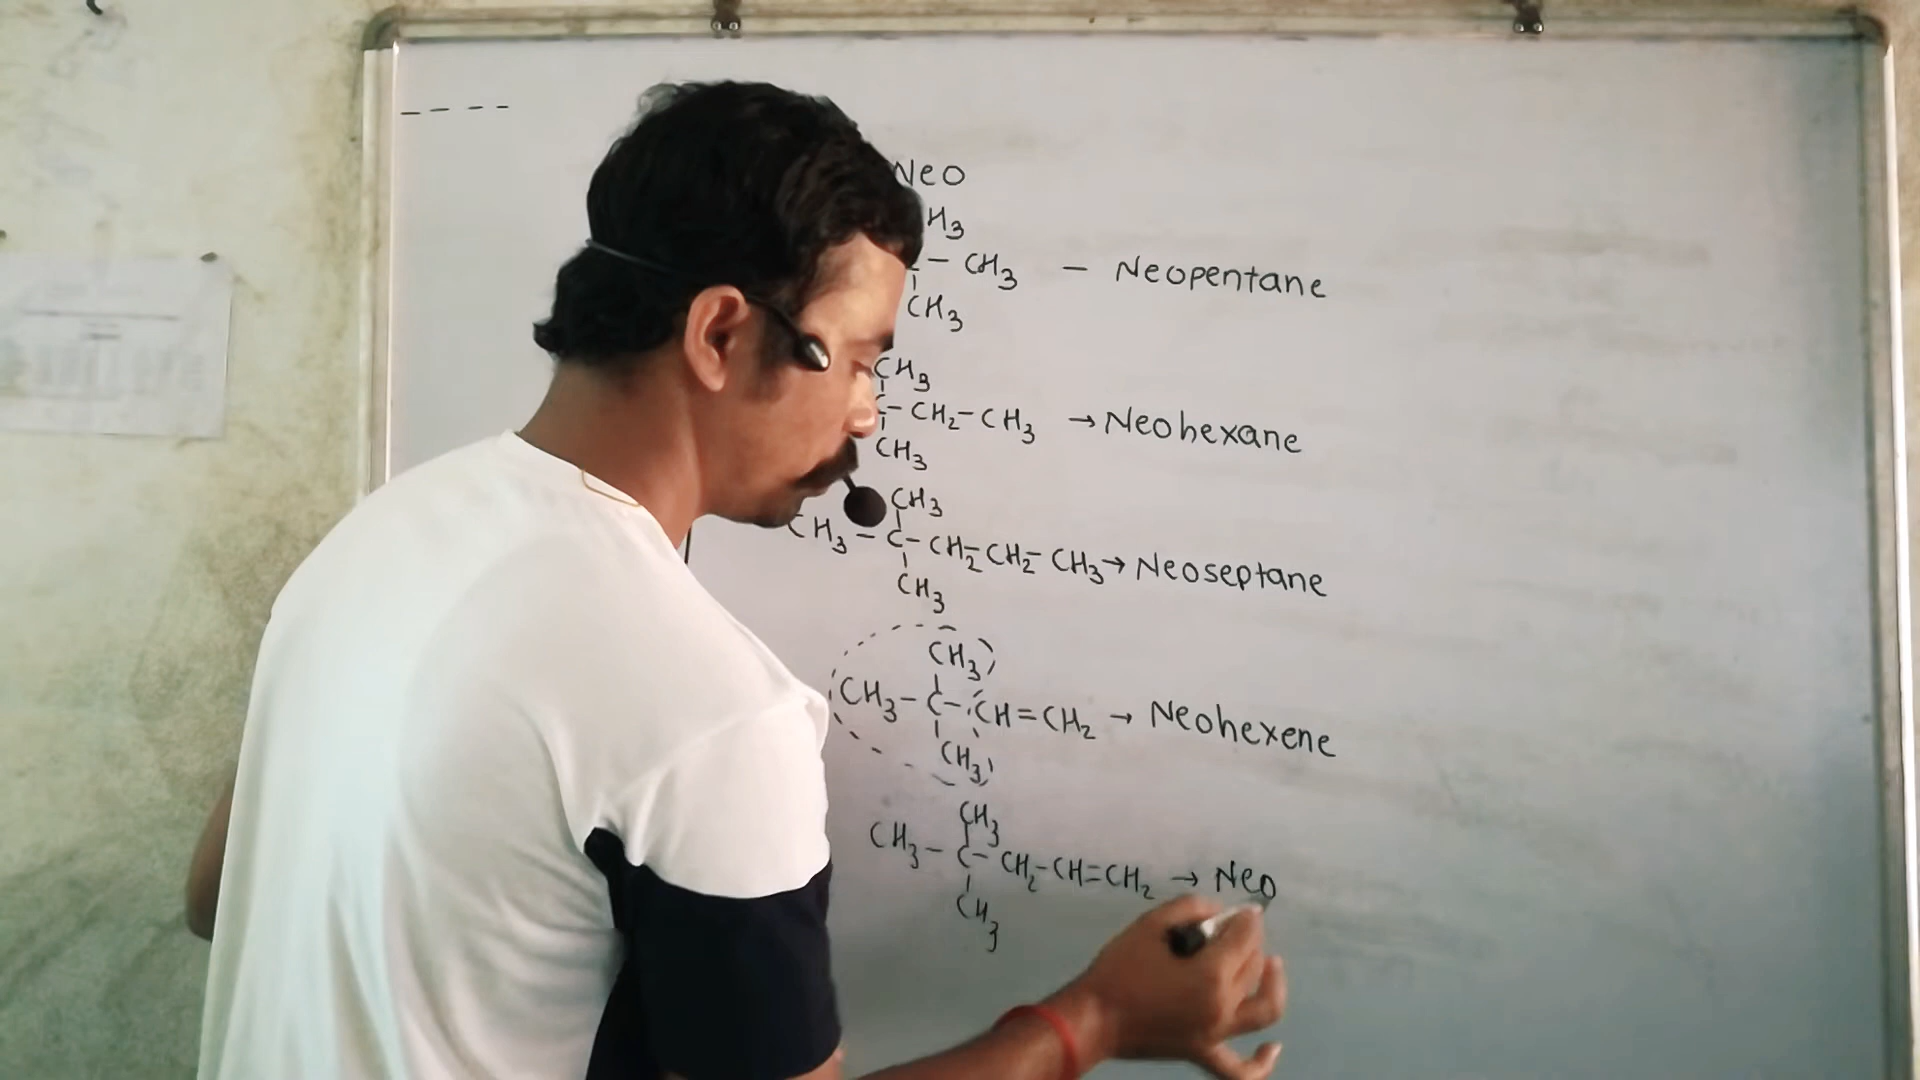 Neo
H3
- CH3 - Neopentane
CH3
CH3
C-CH2-CH3 → Neohexane
CH3
CH3
CH3-C-CH2-CH2-CH3 → Neoseptane
CH3
CH3
CH3-C-CH=CH2 → Neohexene
CH3
CH3
CH3-C-CH2-CH=CH2 → Neo
CH3